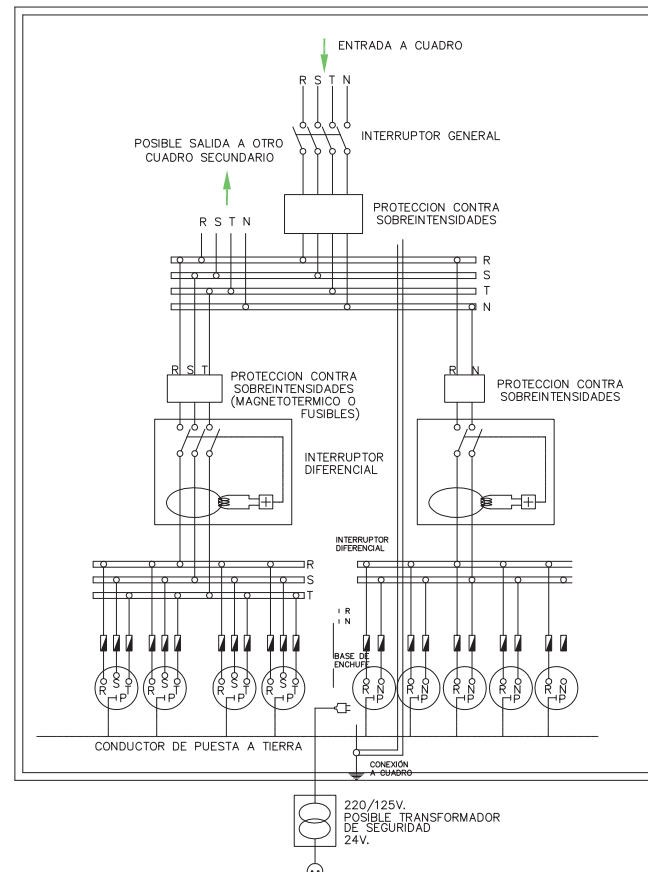 ENTRADA A CUADRO
R S T N
INTERRUPTOR GENERAL
POSIBLE SALIDA A OTRO
CUADRO SECUNDARIO
PROTECCION CONTRA
SOBREINTENSIDADES
R S T N
R
S
T
N
R S T
PROTECCION CONTRA
SOBREINTENSIDADES
(MAGNETOTERMICO O
FUSIBLES)
R N
PROTECCION CONTRA
SOBREINTENSIDADES
INTERRUPTOR
DIFERENCIAL
INTERRUPTOR
DIFERENCIAL
R
S
T
R
N
BASE DE
ENCHUFE
R S T P
R S T P
R S T P
R S T P
R N P
R N P
R N P
R N P
R N P
CONDUCTOR DE PUESTA A TIERRA
CONEXIÓN
A CUADRO
220/125V.
POSIBLE TRANSFORMADOR
DE SEGURIDAD
24V.